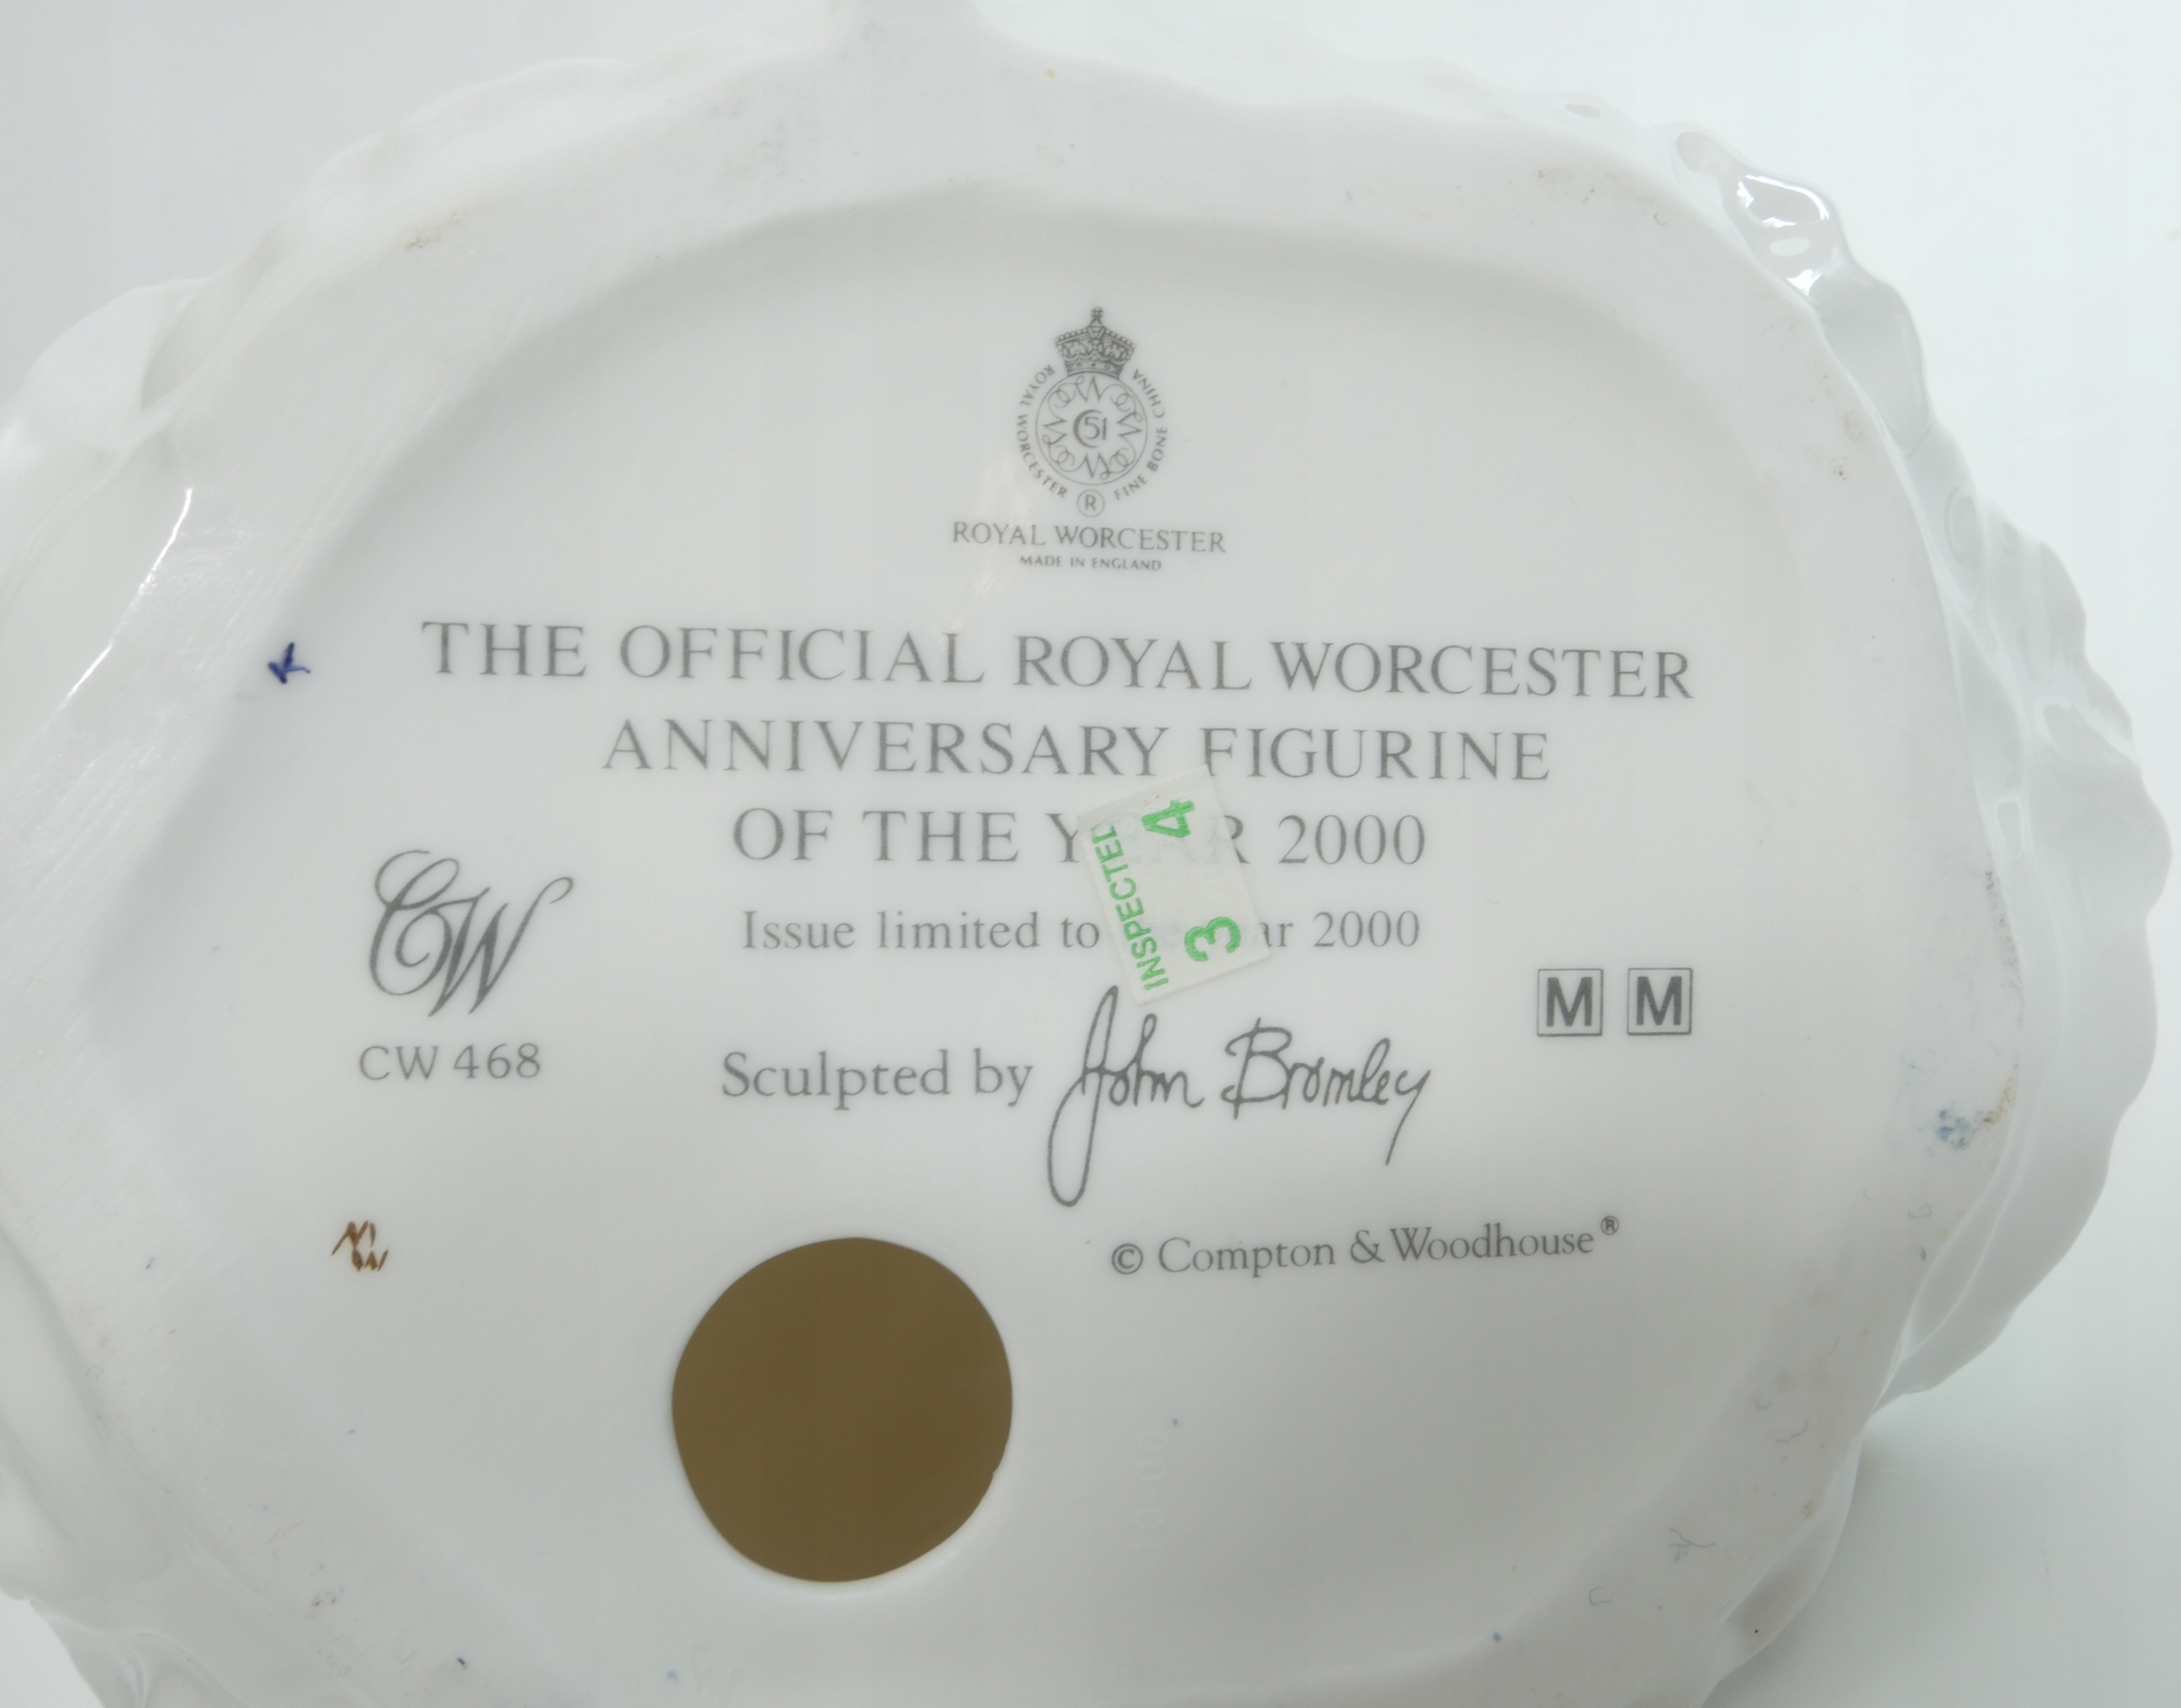 ROYAL WORCESTER FINE BONE CHINA
51
R
ROYAL WORCESTER
MADE IN ENGLAND
THE OFFICIAL ROYAL WORCESTER
ANNIVERSARY FIGURINE
OF THE YEAR 2000
Issue limited to ar 2000
INSPECTED
3 4
CW
CW 468
M M
Sculpted by John Bromley
© Compton & Woodhouse®